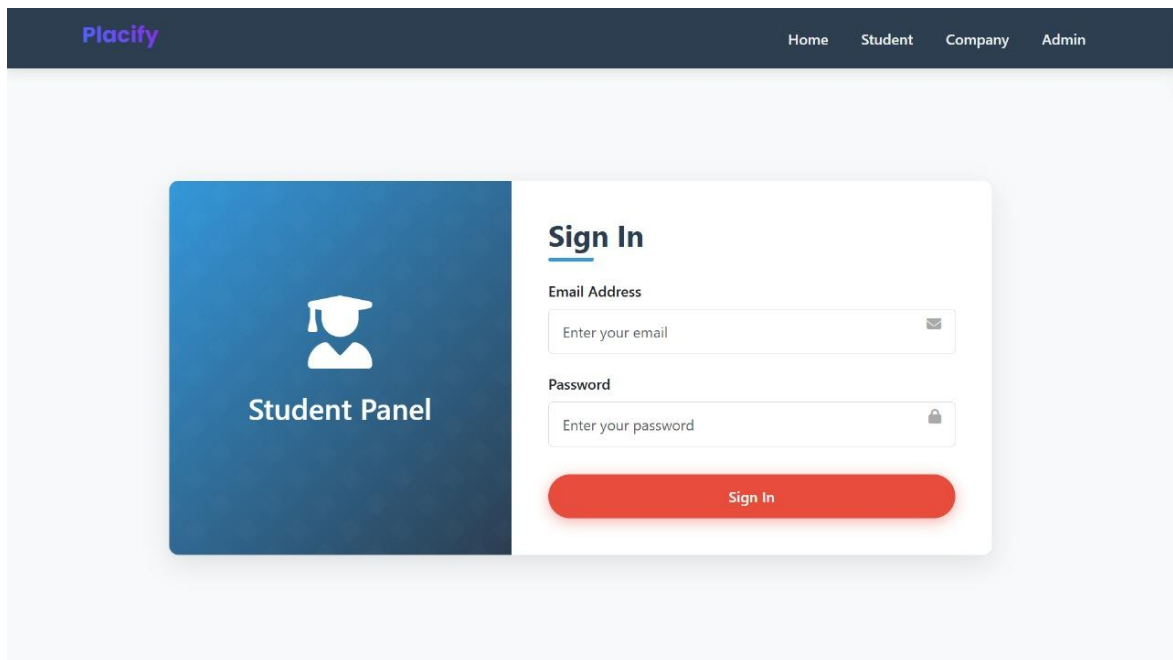 Placify
Home Student Company Admin
Student Panel
Sign In
Email Address
Enter your email
Password
Enter your password
Sign In